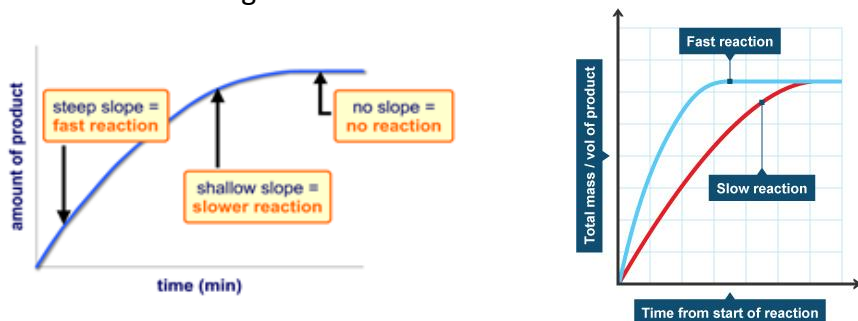 steep slope =
fast reaction
no slope =
no reaction
shallow slope =
slower reaction
amount of product
time (min)
Fast reaction
Slow reaction
Total mass / vol of product
Time from start of reaction